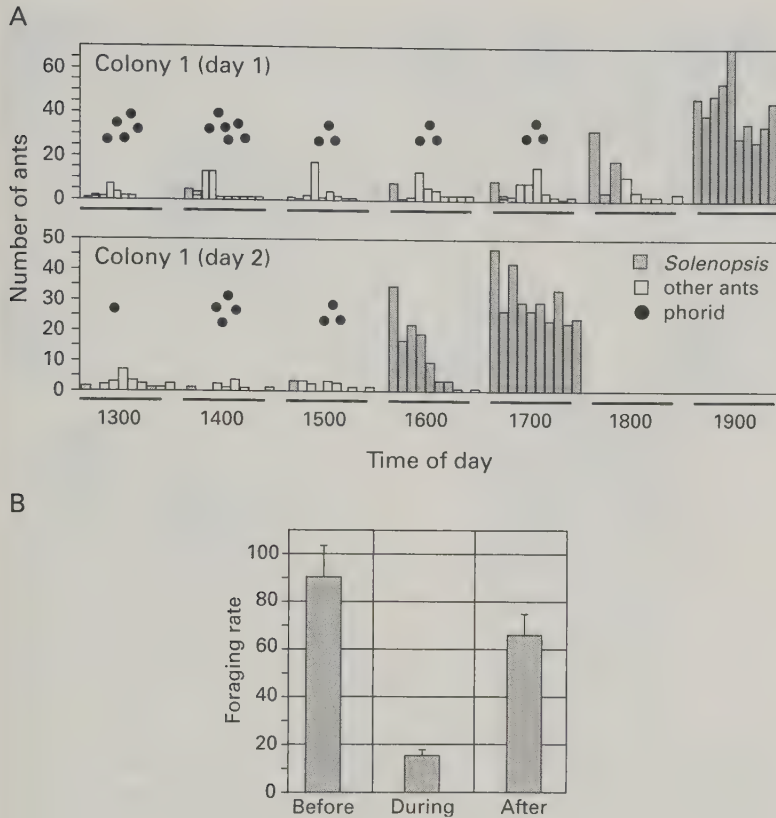 A
Number of ants
60
40
20
0
Colony 1 (day 1)
50
40
30
20
10
0
Colony 1 (day 2)
Solenopsis
other ants
phorid
1300 1400 1500 1600 1700 1800 1900
Time of day
B
Foraging rate
100
80
60
40
20
0
Before During After